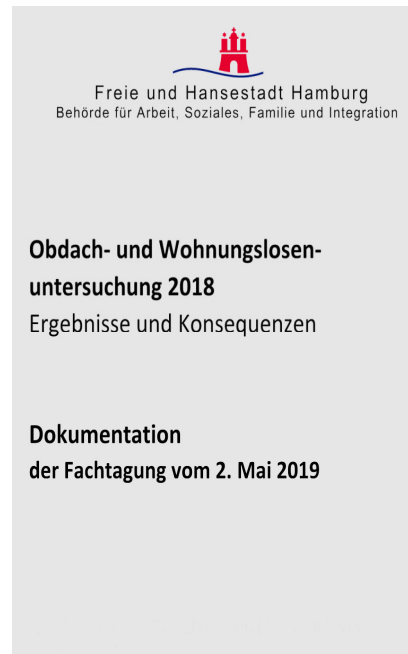 Freie und Hansestadt Hamburg
Behörde für Arbeit, Soziales, Familie und Integration
Obdach- und Wohnungslosen-
untersuchung 2018
Ergebnisse und Konsequenzen
Dokumentation
der Fachtagung vom 2. Mai 2019